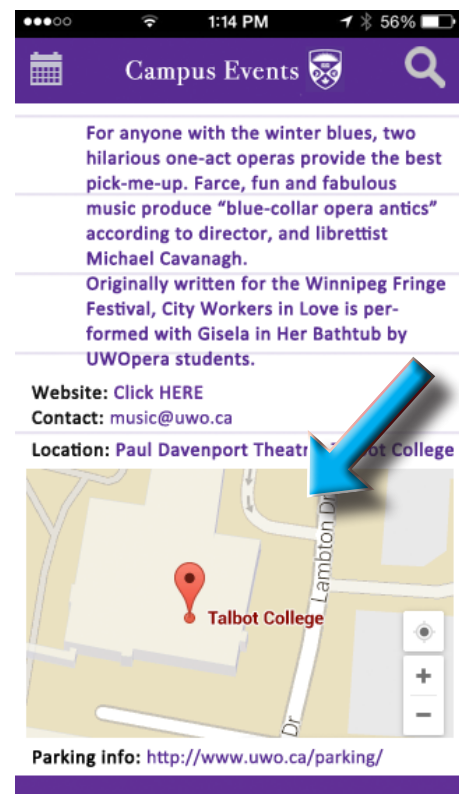 1:14 PM
56%
Campus Events
For anyone with the winter blues, two
hilarious one-act operas provide the best
pick-me-up. Farce, fun and fabulous
music produce “blue-collar opera antics”
according to director, and librettist
Michael Cavanagh.
Originally written for the Winnipeg Fringe
Festival, City Workers in Love is per-
formed with Gisela in Her Bathtub by
UWOpera students.
Website: Click HERE
Contact: music@uwo.ca
Location: Paul Davenport College
Lambton Dr
Talbot College
+
−
Dr
Parking info: http://www.uwo.ca/parking/